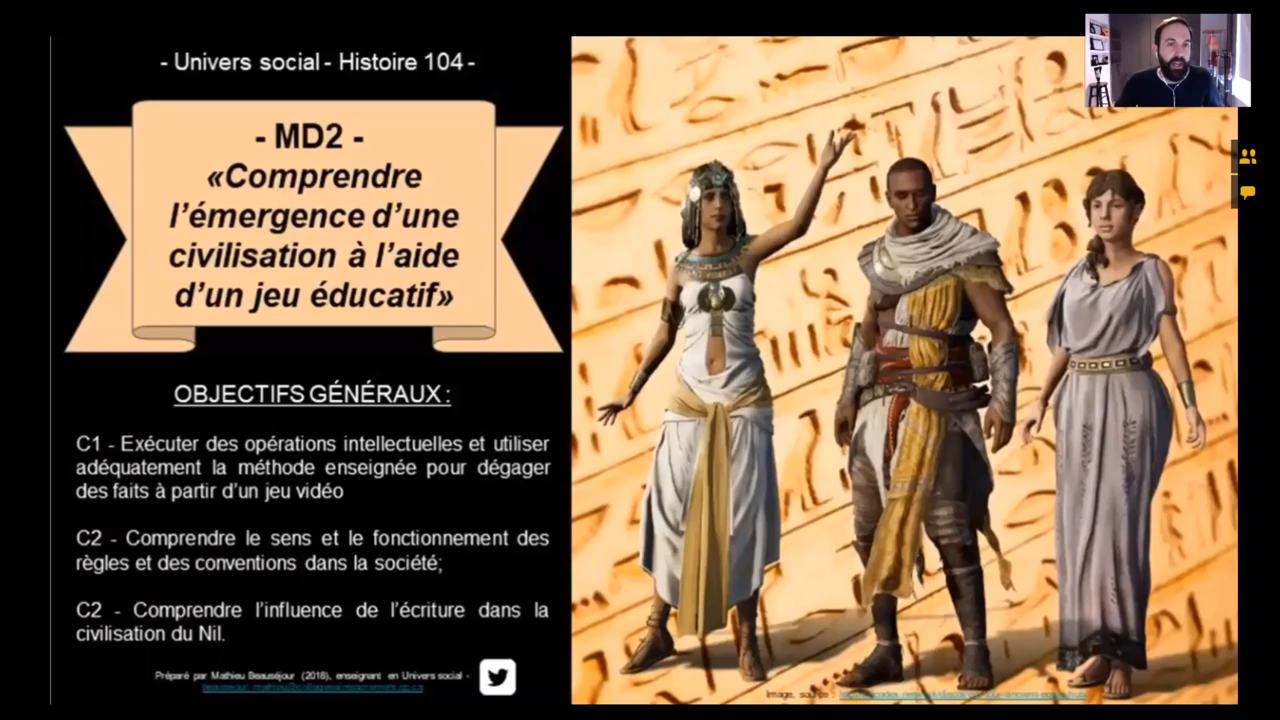 - Univers social - Histoire 104 -
- MD2 -
«Comprendre
l’émergence d’une
civilisation à l’aide
d’un jeu éducatif»
OBJECTIFS GÉNÉRAUX :
C1 - Exécuter des opérations intellectuelles et utiliser
adéquatement la méthode enseignée pour dégager
des faits à partir d’un jeu vidéo
C2 - Comprendre le sens et le fonctionnement des
règles et des conventions dans la société;
C2 - Comprendre l’influence de l’écriture dans la
civilisation du Nil.
Préparé par Mathieu Beauséjour (2018), enseignant en Univers social -
Image, source :